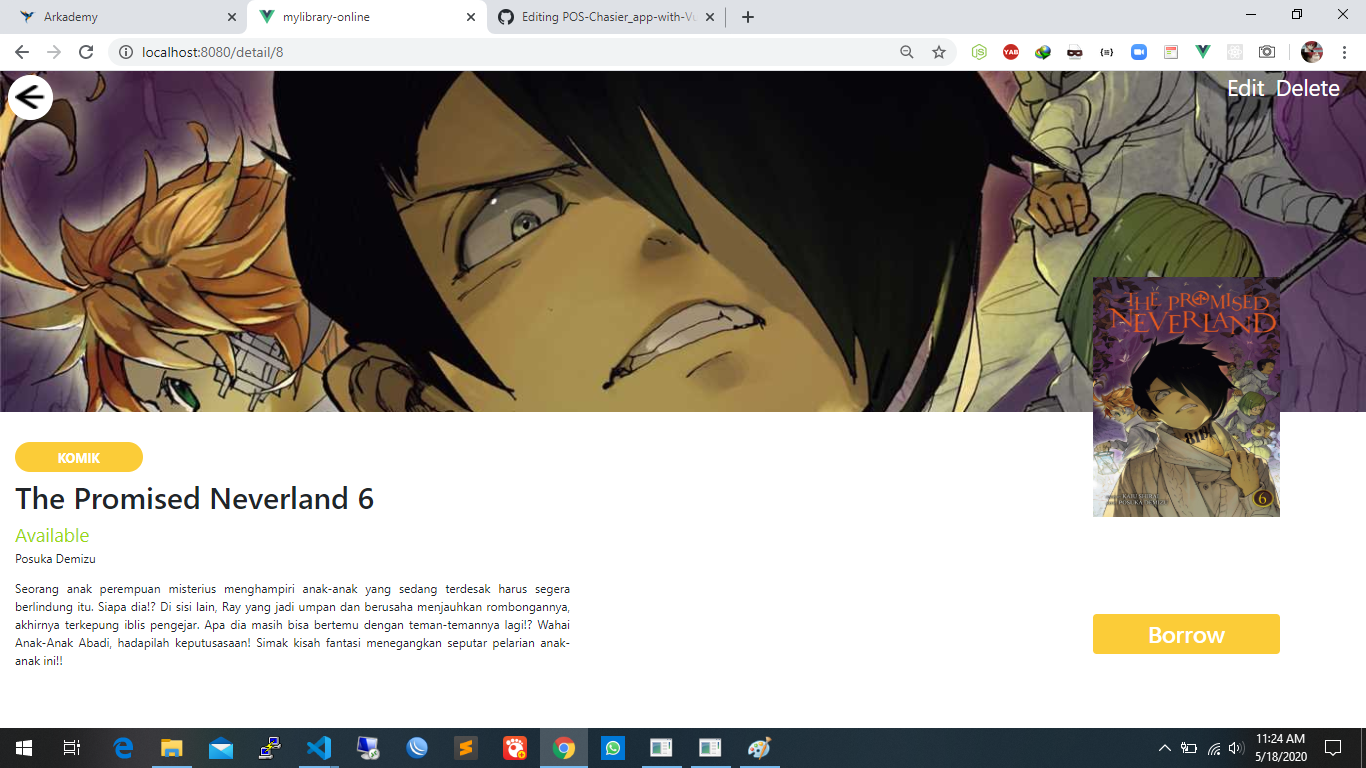 Arkademy
mylibrary-online
Editing POS-Chasier_app-with-Vu
localhost:8080/detail/8
YAB
Edit Delete
THE PROMISED
NEVERLAND
6
KOMIK
The Promised Neverland 6
Available
Posuka Demizu
Seorang anak perempuan misterius menghampiri anak-anak yang sedang terdesak harus segera
berlindung itu. Siapa dia!? Di sisi lain, Ray yang jadi umpan dan berusaha menjauhkan rombongannya,
akhirnya terkepung iblis pengejar. Apa dia masih bisa bertemu dengan teman-temannya lagi!? Wahai
Anak-Anak Abadi, hadapilah keputusasaan! Simak kisah fantasi menegangkan seputar pelarian anak-
anak ini!!
Borrow
11:24 AM
5/18/2020